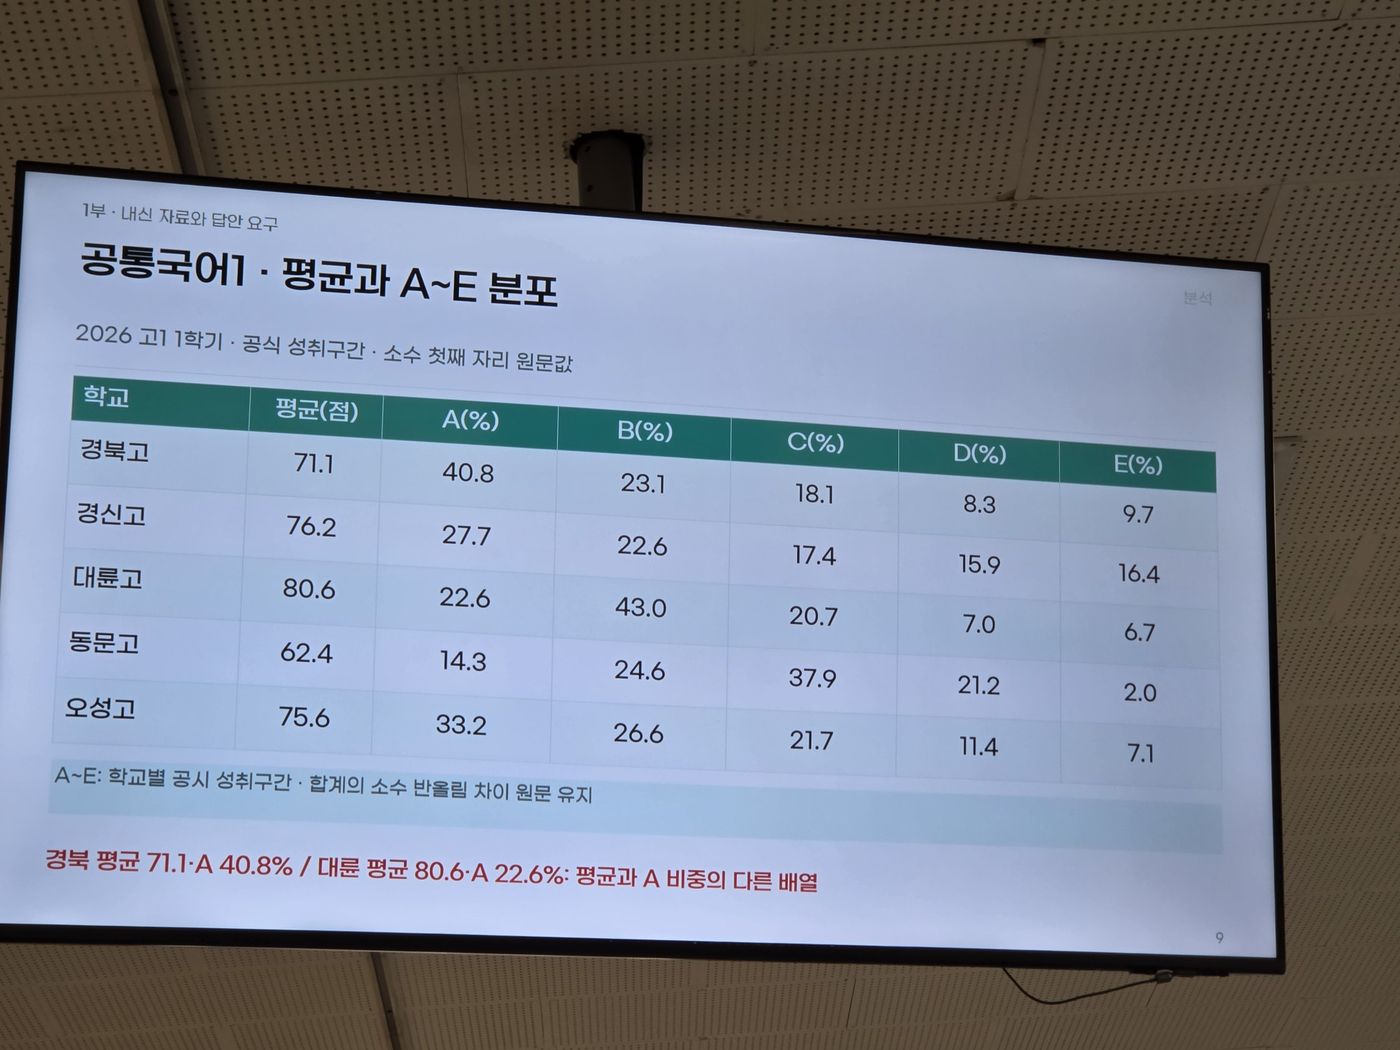 1부 · 내신 자료와 답안 요구
공통국어1 · 평균과 A~E 분포
분석
2026 고1 1학기 · 공식 성취구간 · 소수 첫째 자리 원문값
학교 평균(점) A(%) B(%) C(%) D(%) E(%)
경북고 71.1 40.8 23.1 18.1 8.3 9.7
경신고 76.2 27.7 22.6 17.4 15.9 16.4
대륜고 80.6 22.6 43.0 20.7 7.0 6.7
동문고 62.4 14.3 24.6 37.9 21.2 2.0
오성고 75.6 33.2 26.6 21.7 11.4 7.1
A~E: 학교별 공시 성취구간 · 합계의 소수 반올림 차이 원문 유지
경북 평균 71.1·A 40.8% / 대륜 평균 80.6·A 22.6%: 평균과 A 비중의 다른 배열
9